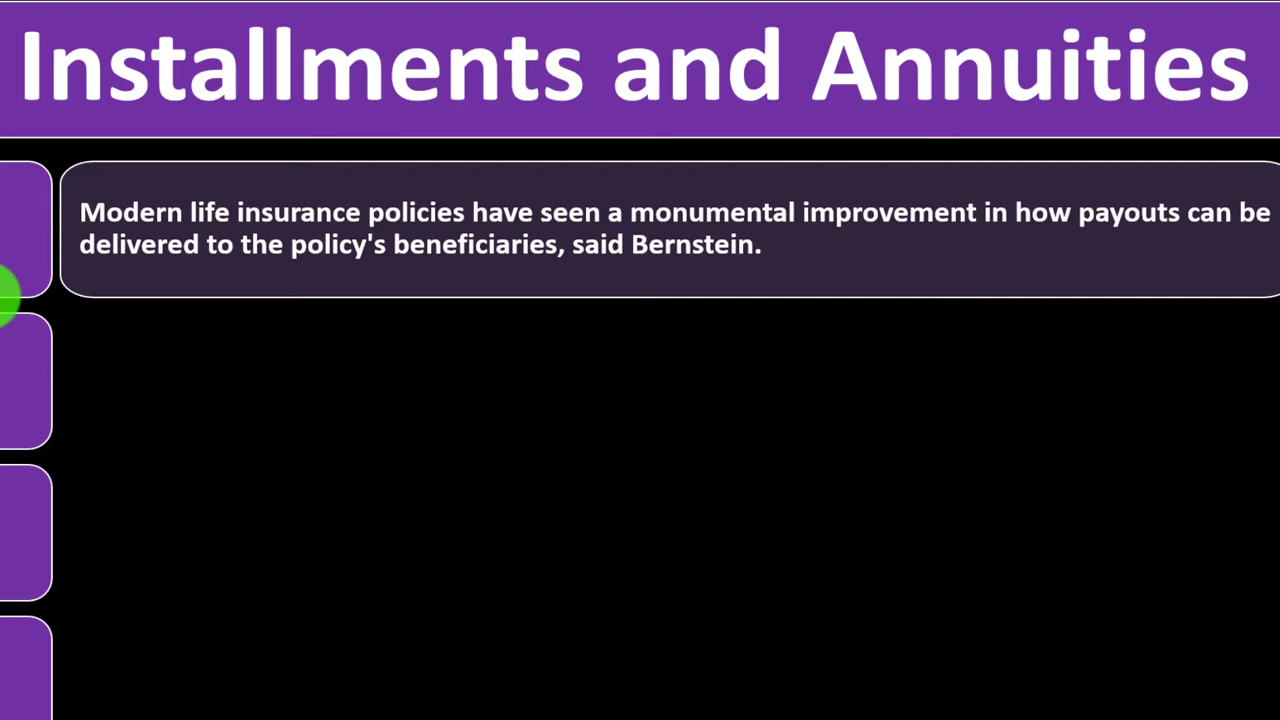 Installments and Annuities
Modern life insurance policies have seen a monumental improvement in how payouts can be
delivered to the policy's beneficiaries, said Bernstein.